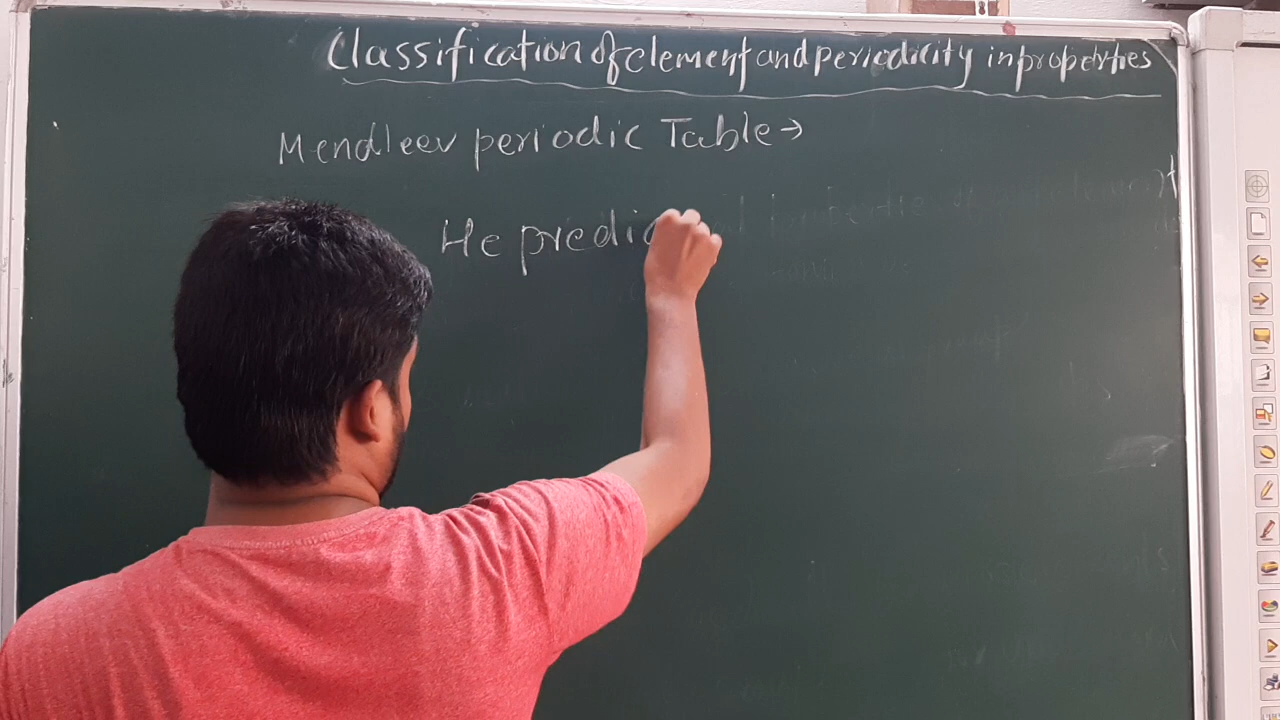 Classification of element and periodicity in properties
Mendleev periodic Table →
He predic